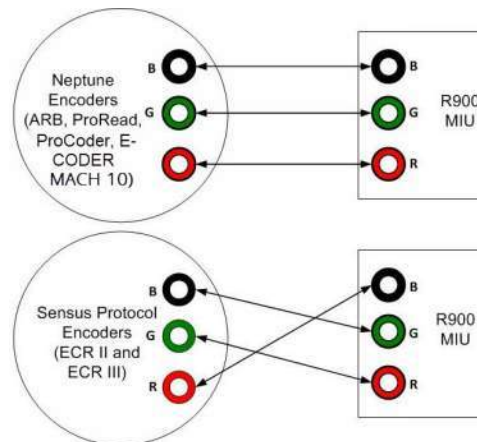 Neptune
Encoders
(ARB, ProRead,
ProCoder, E-
CODER
MACH 10)
B
G
R
B
G
R
R900
MIU
Sensus Protocol
Encoders
(ECR II and
ECR III)
B
G
R
B
G
R
R900
MIU